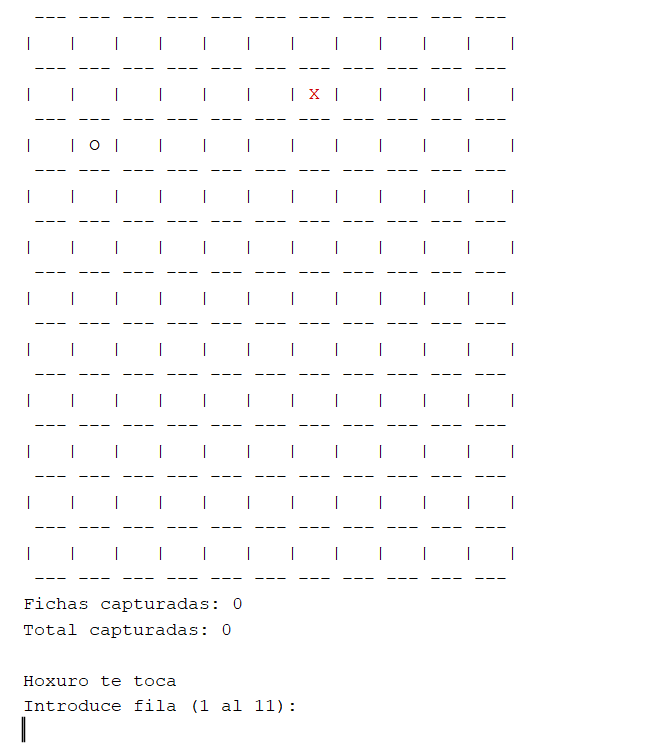 --- --- --- --- --- --- --- --- --- --- ---
|   |   |   |   |   |   |   |   |   |   |   |
 --- --- --- --- --- --- --- --- --- --- ---
|   |   |   |   |   |   | X |   |   |   |   |
 --- --- --- --- --- --- --- --- --- --- ---
|   | O |   |   |   |   |   |   |   |   |   |
 --- --- --- --- --- --- --- --- --- --- ---
|   |   |   |   |   |   |   |   |   |   |   |
 --- --- --- --- --- --- --- --- --- --- ---
|   |   |   |   |   |   |   |   |   |   |   |
 --- --- --- --- --- --- --- --- --- --- ---
|   |   |   |   |   |   |   |   |   |   |   |
 --- --- --- --- --- --- --- --- --- --- ---
|   |   |   |   |   |   |   |   |   |   |   |
 --- --- --- --- --- --- --- --- --- --- ---
|   |   |   |   |   |   |   |   |   |   |   |
 --- --- --- --- --- --- --- --- --- --- ---
|   |   |   |   |   |   |   |   |   |   |   |
 --- --- --- --- --- --- --- --- --- --- ---
|   |   |   |   |   |   |   |   |   |   |   |
 --- --- --- --- --- --- --- --- --- --- ---
|   |   |   |   |   |   |   |   |   |   |   |
 --- --- --- --- --- --- --- --- --- --- ---
Fichas capturadas: 0
Total capturadas: 0
Hoxuro te toca
Introduce fila (1 al 11):